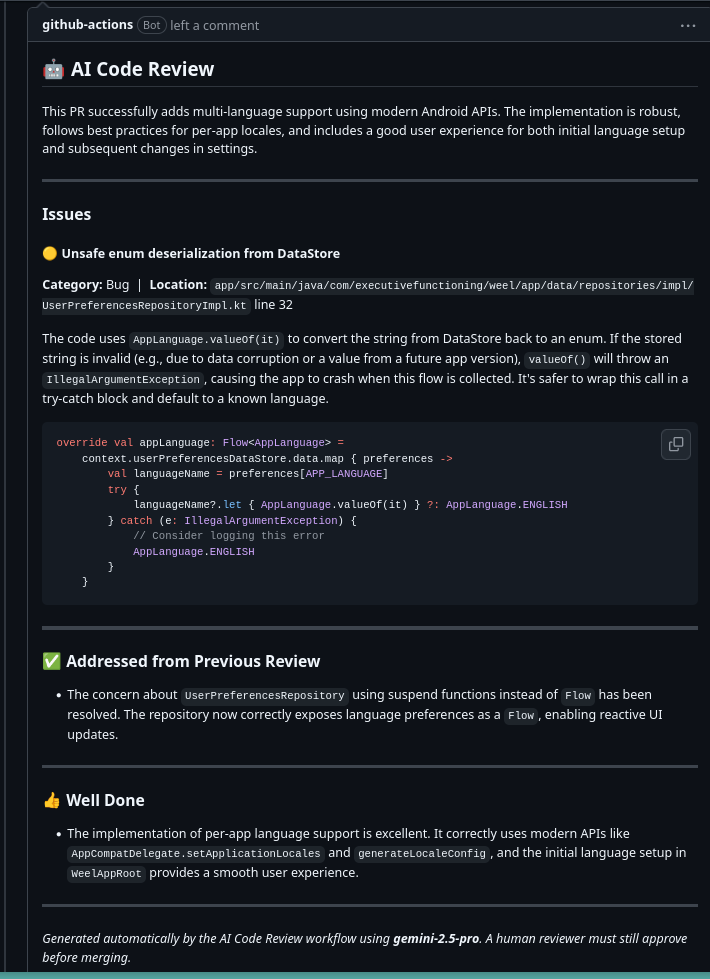 github-actions Bot left a comment
🤖 AI Code Review
This PR successfully adds multi-language support using modern Android APIs. The implementation is robust,
follows best practices for per-app locales, and includes a good user experience for both initial language setup
and subsequent changes in settings.
Issues
🟡 Unsafe enum deserialization from DataStore
Category: Bug | Location: app/src/main/java/com/executivefunctioning/weel/app/data/repositories/impl/
UserPreferencesRepositoryImpl.kt line 32
The code uses AppLanguage.valueOf(it) to convert the string from DataStore back to an enum. If the stored
string is invalid (e.g., due to data corruption or a value from a future app version), valueOf() will throw an
IllegalArgumentException, causing the app to crash when this flow is collected. It's safer to wrap this call in a
try-catch block and default to a known language.
override val appLanguage: Flow<AppLanguage> =
    context.userPreferencesDataStore.data.map { preferences ->
        val languageName = preferences[APP_LANGUAGE]
        try {
            languageName?.let { AppLanguage.valueOf(it) } ?: AppLanguage.ENGLISH
        } catch (e: IllegalArgumentException) {
            // Consider logging this error
            AppLanguage.ENGLISH
        }
    }
✅ Addressed from Previous Review
• The concern about UserPreferencesRepository using suspend functions instead of Flow has been
resolved. The repository now correctly exposes language preferences as a Flow, enabling reactive UI
updates.
👍 Well Done
• The implementation of per-app language support is excellent. It correctly uses modern APIs like
AppCompatDelegate.setApplicationLocales and generateLocaleConfig, and the initial language setup in
WeelAppRoot provides a smooth user experience.
Generated automatically by the AI Code Review workflow using gemini-2.5-pro. A human reviewer must still approve
before merging.